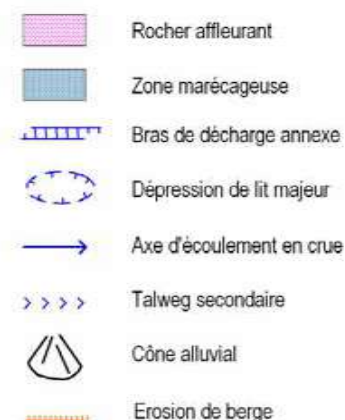 Rocher affleurant
Zone marécageuse
Bras de décharge annexe
Dépression de lit majeur
Axe d'écoulement en crue
Talweg secondaire
Cône alluvial
Erosion de berge